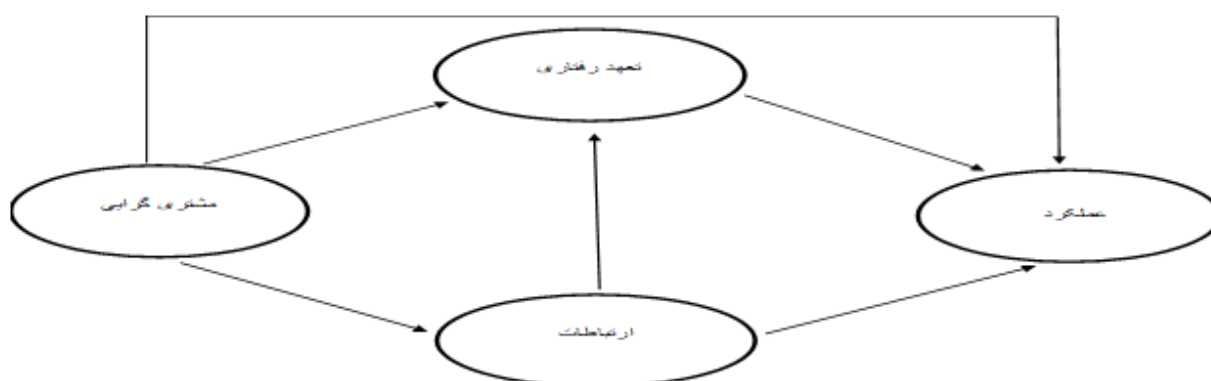 تعهد رفتاری
مشتری گرایی
عملکرد
ارتباطات